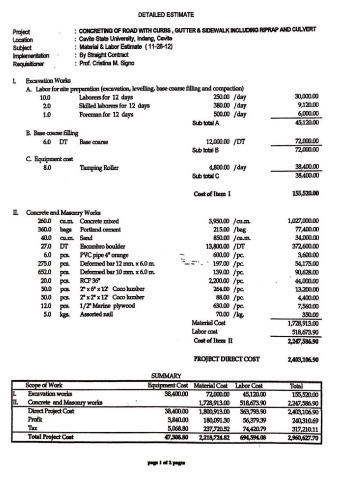 DETAILED ESTIMATE
Project : CONCRETING OF ROAD WITH CURBS , GUTTER & SIDEWALK INCLUDING RIPRAP AND CULVERT
Location : Cavite State University, Indang, Cavite
Subject : Material & Labor Estimate ( 11-26-12)
Implementation : By Straight Contract
Requisitioner : Prof. Cristina M. Signo
I. Excavation Works
A. Labor for site preparation (excavation, levelling, base coarse filling and compaction)
10.0 Laborers for 12 days 250.00 /day 30,000.00
2.0 Skilled laborers for 12 days 380.00 /day 9,120.00
1.0 Foreman for 12 days 500.00 /day 6,000.00
Sub total A 45,120.00
B. Base coarse filling
6.0 DT Base coarse 12,000.00 /DT 72,000.00
Sub total B 72,000.00
C. Equipment cost
8.0 Tamping Roller 4,800.00 /day 38,400.00
Sub total C 38,400.00
Cost of Item I 155,520.00
II. Concrete and Masonry Works
260.0 cu.m. Concrete mixed 3,950.00 /cu.m. 1,027,000.00
360.0 bags Portland cement 215.00 /bag 77,400.00
40.0 cu.m. Sand 850.00 /cu.m. 34,000.00
27.0 DT Escombro boulder 13,800.00 /DT 372,600.00
6.0 pcs. PVC pipe 4" orange 600.00 /pc. 3,600.00
275.0 pcs. Deformed bar 12 mm. x 6.0 m. 197.00 /pc. 54,175.00
652.0 pcs. Deformed bar 10 mm. x 6.0 m. 139.00 /pc. 90,628.00
20.0 pcs. RCP 36" 2,200.00 /pc. 44,000.00
50.0 pcs. 2" x 6" x 12' Coco lumber 264.00 /pc. 13,200.00
50.0 pcs. 2" x 2" x 12' Coco lumber 88.00 /pc. 4,400.00
12.0 pcs. 1/2" Marine plywood 630.00 /pc. 7,560.00
5.0 kgs. Assorted nail 70.00 /kg. 350.00
Material Cost 1,728,913.00
Labor cost 518,673.90
Cost of Item II 2,247,586.90
PROJECT DIRECT COST 2,403,106.90
SUMMARY
Scope of Work Equipment Cost Material Cost Labor Cost Total
I. Excavation works 38,400.00 72,000.00 45,120.00 155,520.00
II. Concrete and Masonry works 1,728,913.00 518,673.90 2,247,586.90
Direct Project Cost 38,400.00 1,800,913.00 563,793.90 2,403,106.90
Profit 3,840.00 180,091.30 56,379.39 240,310.69
Tax 5,068.80 237,720.52 74,420.79 317,210.11
Total Project Cost 47,308.80 2,218,724.82 694,594.08 2,960,627.70
page 1 of 2 pages